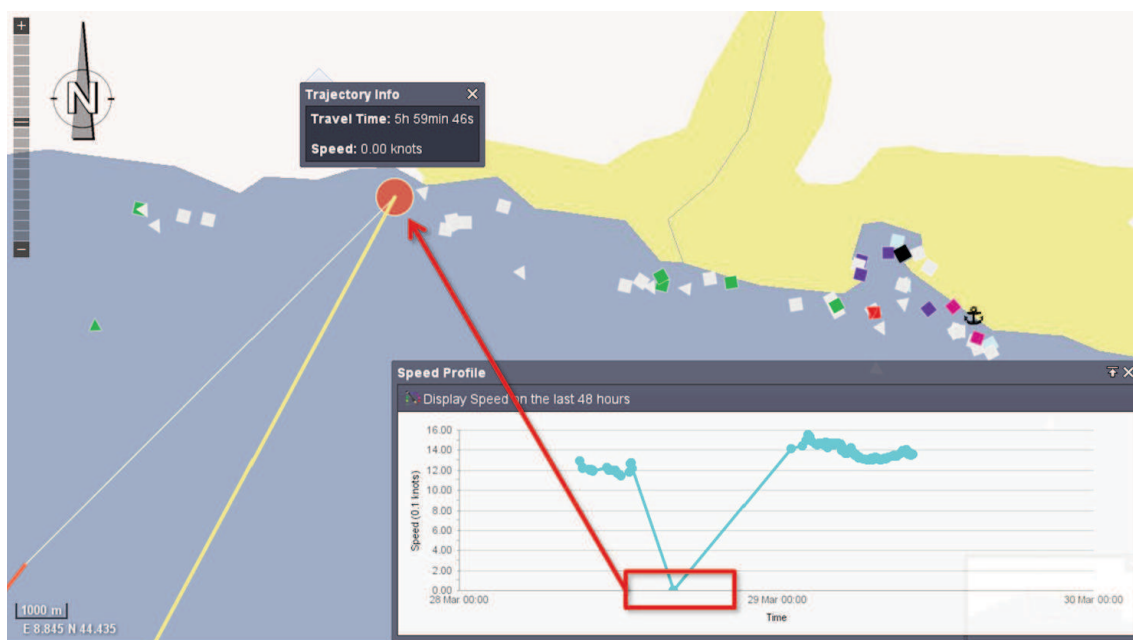 +
N
Trajectory Info
Travel Time: 5h 59min 46s
Speed: 0.00 knots
−
Speed Profile
Display Speed on the last 48 hours
16.00
14.00
12.00
10.00
8.00
6.00
4.00
2.00
0.00
Speed (0.1 knots)
28 Mar 00:00
29 Mar 00:00
30 Mar 00:00
Time
1000 m
E 8.845 N 44.435